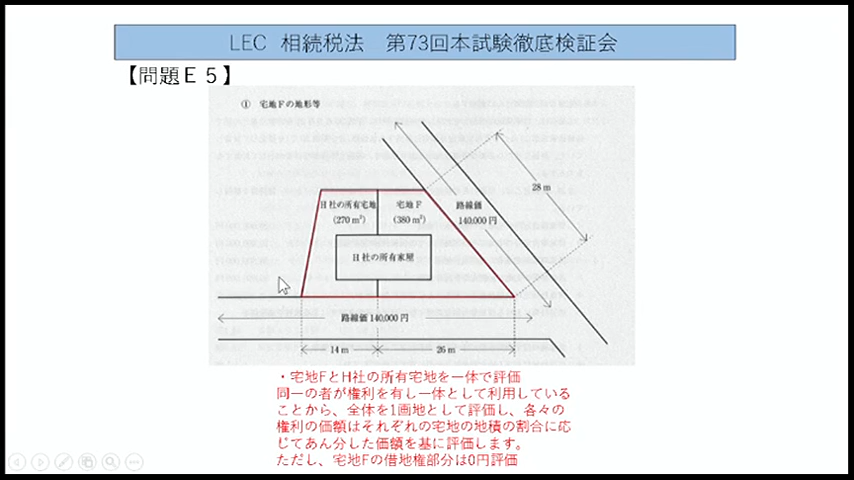 LEC 相続税法 第73回本試験徹底検証会
【問題Ｅ５】
① 宅地Ｆの地形等
28 m
H 社の所有宅地
(270 ㎡)
宅地 F
(380 ㎡)
路線価
140,000 円
H 社の所有家屋
路線価 140,000 円
14 m
26 m
・宅地FとH社の所有宅地を一体で評価
同一の者が権利を有し一体として利用している
ことから、全体を1画地として評価し、各々の
権利の価額はそれぞれの宅地の地積の割合に応
じてあん分した価額を基に評価します。
ただし、宅地Fの借地権部分は0円評価